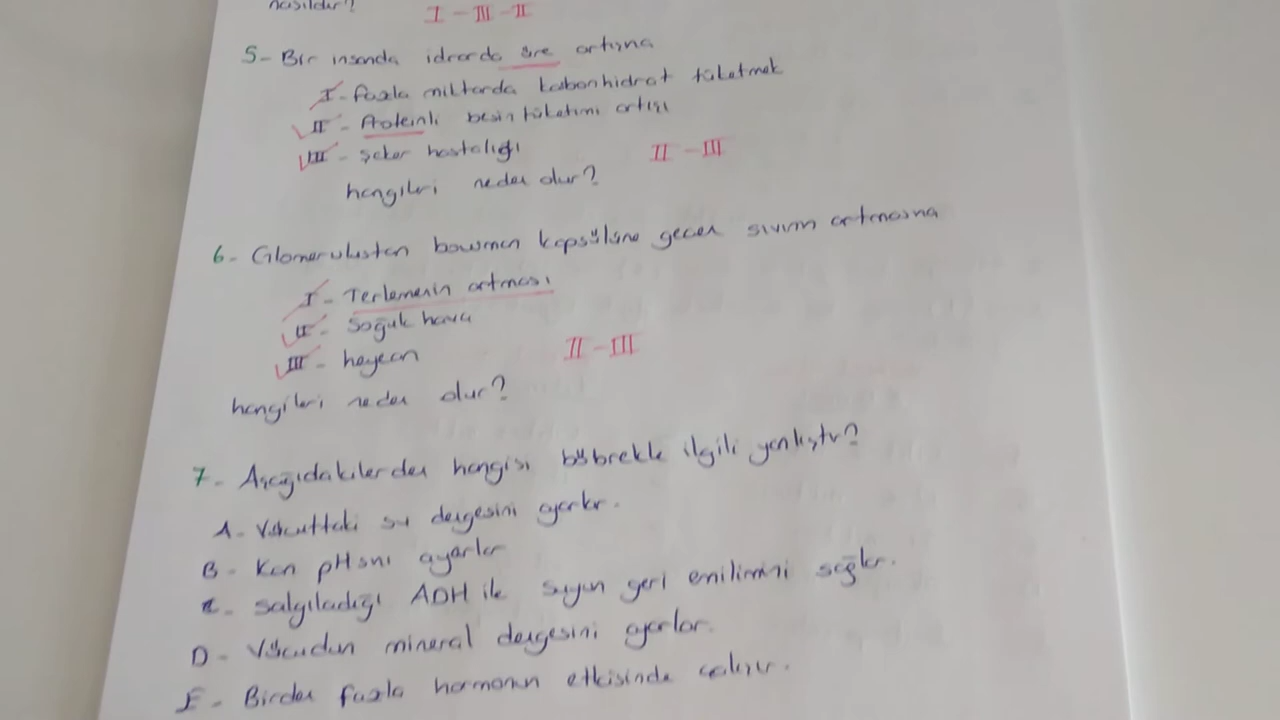 nasıldır?
I - III - II
5- Bir insanda idrarda üre artışına
I - fazla miktarda karbonhidrat tüketmek
II - Proteinli besin tüketimi artışı
III - Şeker hastalığı
II - III
hangileri neden olur?
6- Glomerulustan bowman kapsülüne geçen sıvının artmasına
I - Terlemenin artması
II - Soğuk hava
III - heyecan
II - III
hangileri neden olur?
7- Aşağıdakilerden hangisi böbrekle ilgili yanlıştır?
A- Vücuttaki su dengesini ayarlar.
B- Kan pH sını ayarlar
C- Salgıladığı ADH ile suyun geri emilimini sağlar.
D- Vücudun mineral dengesini ayarlar.
E- Birden fazla hormonun etkisinde çalışır.